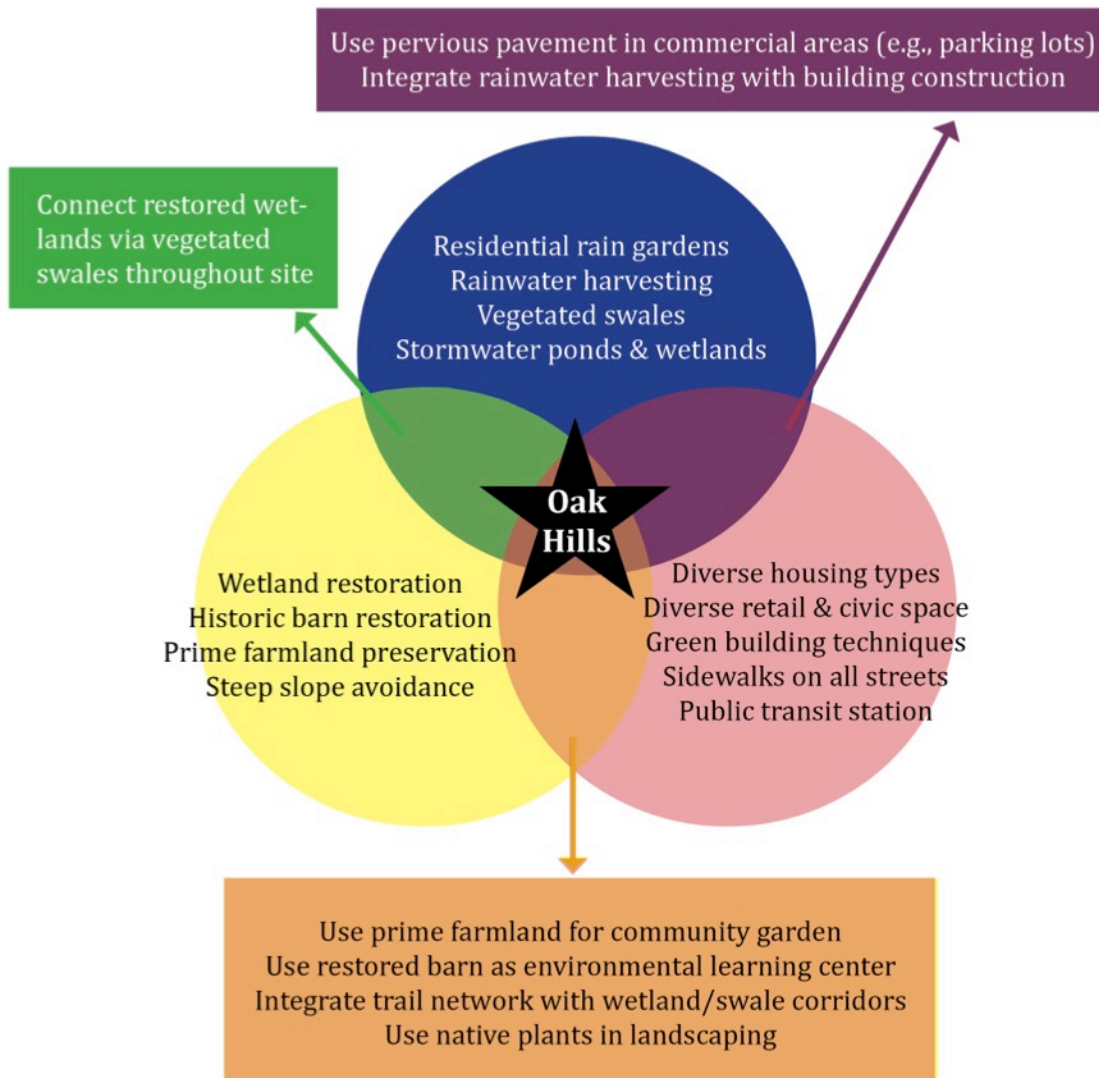 Use pervious pavement in commercial areas (e.g., parking lots)
Integrate rainwater harvesting with building construction
Connect restored wet-
lands via vegetated
swales throughout site
Residential rain gardens
Rainwater harvesting
Vegetated swales
Stormwater ponds & wetlands
Oak
Hills
Wetland restoration
Historic barn restoration
Prime farmland preservation
Steep slope avoidance
Diverse housing types
Diverse retail & civic space
Green building techniques
Sidewalks on all streets
Public transit station
Use prime farmland for community garden
Use restored barn as environmental learning center
Integrate trail network with wetland/swale corridors
Use native plants in landscaping